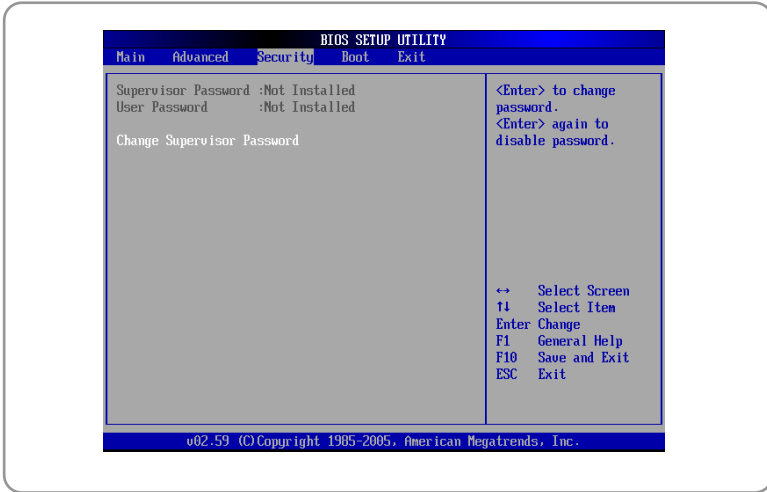 BIOS SETUP UTILITY
Main Advanced Security Boot Exit
Supervisor Password :Not Installed
User Password :Not Installed
Change Supervisor Password
<Enter> to change
password.
<Enter> again to
disable password.
↔ Select Screen
↑↓ Select Item
Enter Change
F1 General Help
F10 Save and Exit
ESC Exit
v02.59 (C)Copyright 1985-2005, American Megatrends, Inc.